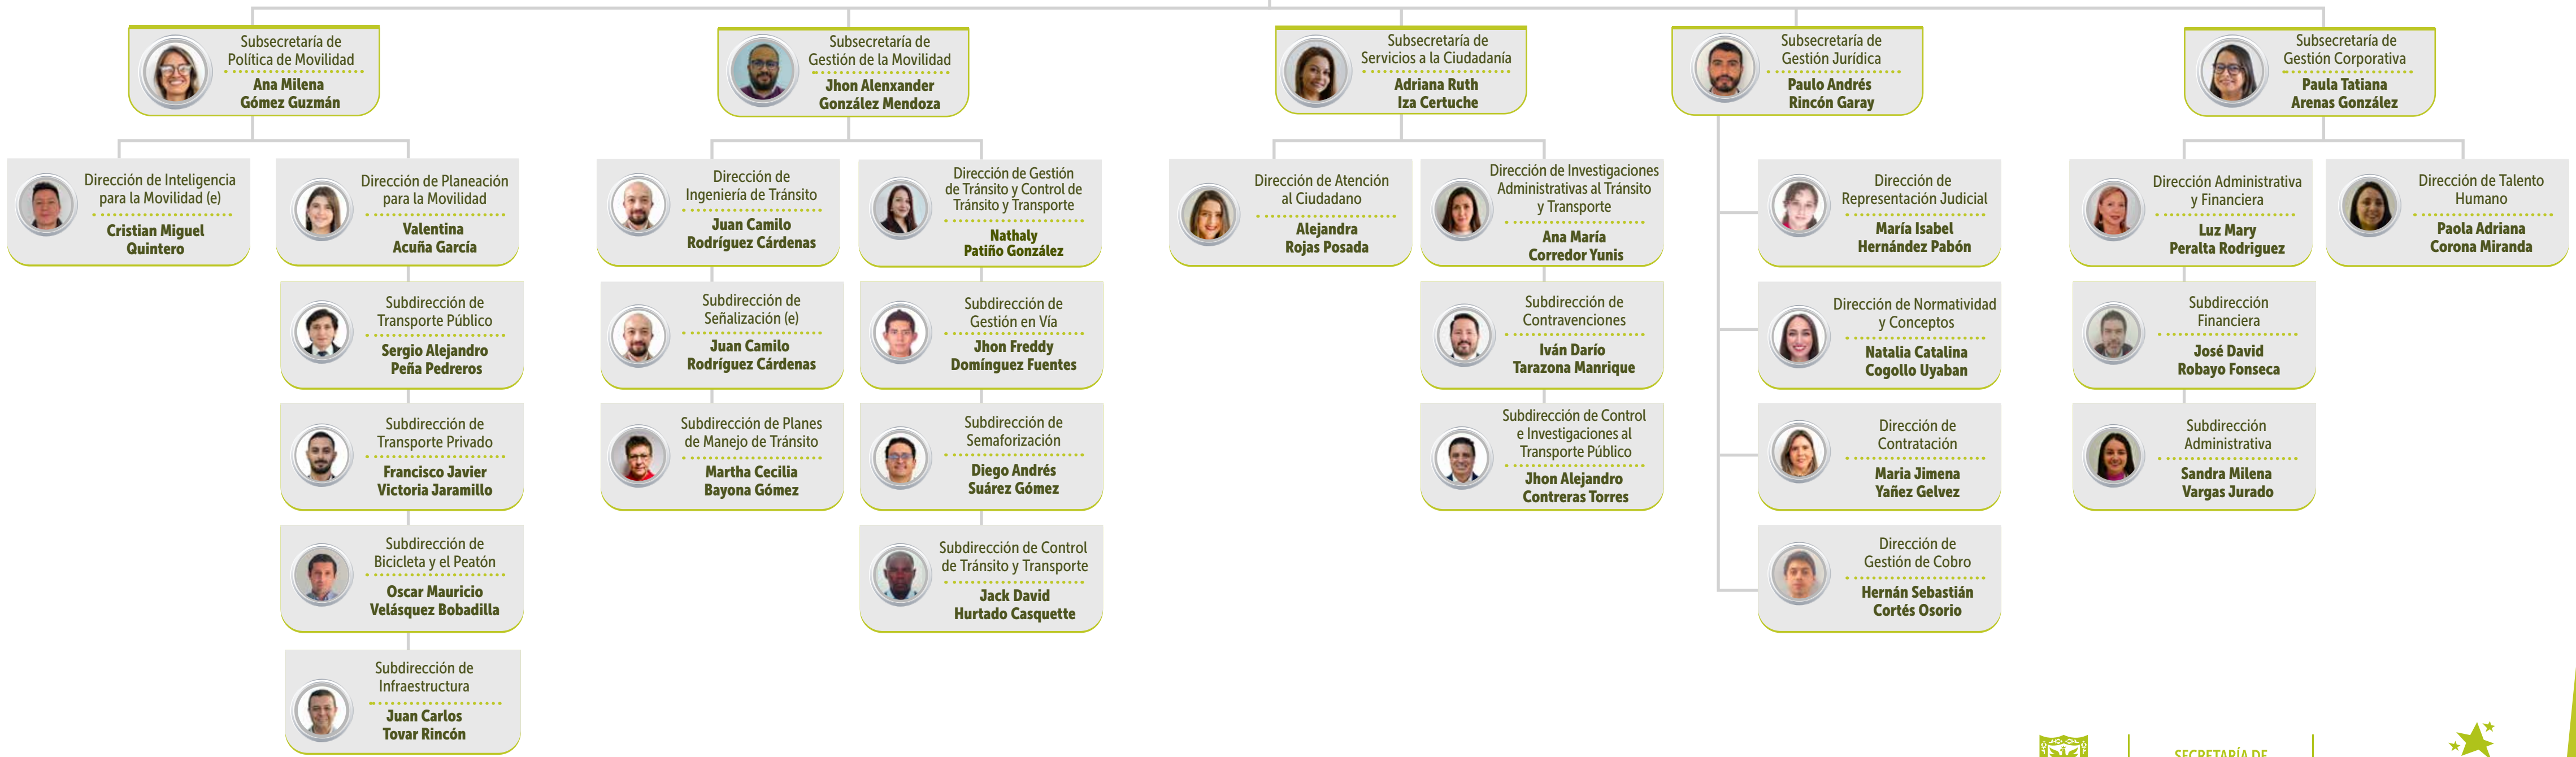 Subsecretaría de
Política de Movilidad
Ana Milena
Gómez Guzmán
Subsecretaría de
Gestión de la Movilidad
Jhon Alenxander
González Mendoza
Subsecretaría de
Servicios a la Ciudadanía
Adriana Ruth
Iza Certuche
Subsecretaría de
Gestión Jurídica
Paulo Andrés
Rincón Garay
Subsecretaría de
Gestión Corporativa
Paula Tatiana
Arenas González
Dirección de Inteligencia
para la Movilidad (e)
Cristian Miguel
Quintero
Dirección de Planeación
para la Movilidad
Valentina
Acuña García
Dirección de
Ingeniería de Tránsito
Juan Camilo
Rodríguez Cárdenas
Dirección de Gestión
de Tránsito y Control de
Tránsito y Transporte
Nathaly
Patiño González
Dirección de Atención
al Ciudadano
Alejandra
Rojas Posada
Dirección de Investigaciones
Administrativas al Tránsito
y Transporte
Ana María
Corredor Yunis
Dirección de
Representación Judicial
María Isabel
Hernández Pabón
Dirección Administrativa
y Financiera
Luz Mary
Peralta Rodriguez
Dirección de Talento
Humano
Paola Adriana
Corona Miranda
Subdirección de
Transporte Público
Sergio Alejandro
Peña Pedreros
Subdirección de
Señalización (e)
Juan Camilo
Rodríguez Cárdenas
Subdirección de
Gestión en Vía
Jhon Freddy
Domínguez Fuentes
Subdirección de
Contravenciones
Iván Darío
Tarazona Manrique
Dirección de Normatividad
y Conceptos
Natalia Catalina
Cogollo Uyaban
Subdirección
Financiera
José David
Robayo Fonseca
Subdirección de
Transporte Privado
Francisco Javier
Victoria Jaramillo
Subdirección de Planes
de Manejo de Tránsito
Martha Cecilia
Bayona Gómez
Subdirección de
Semaforización
Diego Andrés
Suárez Gómez
Subdirección de Control
e Investigaciones al
Transporte Público
Jhon Alejandro
Contreras Torres
Dirección de
Contratación
Maria Jimena
Yañez Gelvez
Subdirección
Administrativa
Sandra Milena
Vargas Jurado
Subdirección de
Bicicleta y el Peatón
Oscar Mauricio
Velásquez Bobadilla
Subdirección de Control
de Tránsito y Transporte
Jack David
Hurtado Casquette
Dirección de
Gestión de Cobro
Hernán Sebastián
Cortés Osorio
Subdirección de
Infraestructura
Juan Carlos
Tovar Rincón
SECRETARÍA DE